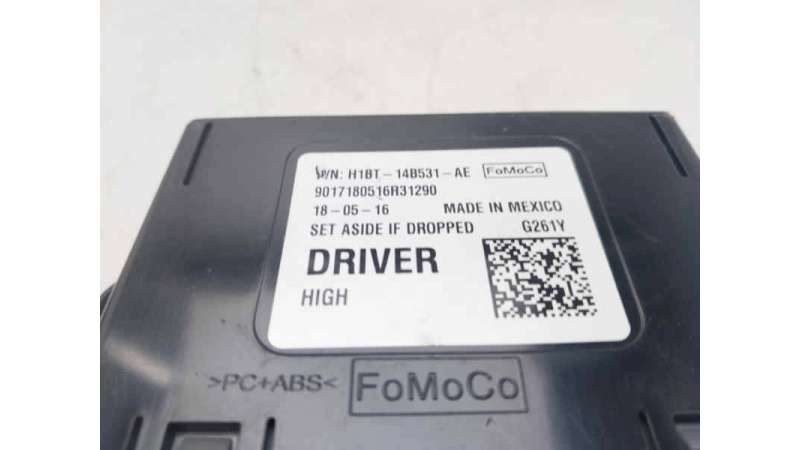 P/N: H1BT-14B531-AE FoMoCo
9017180516R31290
18-05-16 MADE IN MEXICO
SET ASIDE IF DROPPED G261Y
DRIVER
HIGH
>PC+ABS< FoMoCo